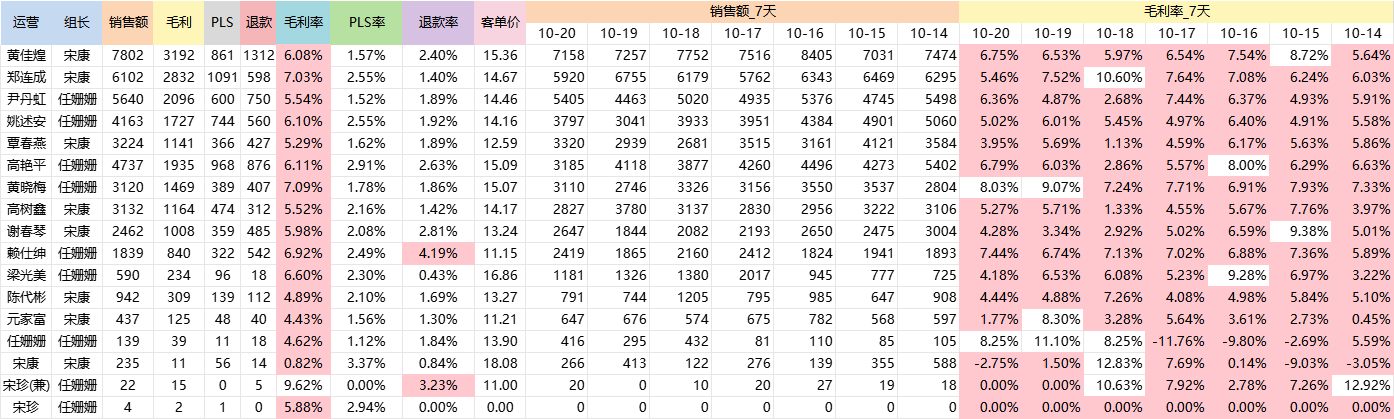 运营 组长 销售额 毛利 PLS 退款 毛利率 PLS率 退款率 客单价 销售额_7天 毛利率_7天
10-20 10-19 10-18 10-17 10-16 10-15 10-14 10-20 10-19 10-18 10-17 10-16 10-15 10-14
黄佳煌 宋康 7802 3192 861 1312 6.08% 1.57% 2.40% 15.36 7158 7257 7752 7516 8405 7031 7474 6.75% 6.53% 5.97% 6.54% 7.54% 8.72% 5.64%
郑连成 宋康 6102 2832 1091 598 7.03% 2.55% 1.40% 14.67 5920 6755 6179 5762 6343 6469 6295 5.46% 7.52% 10.60% 7.64% 7.08% 6.24% 6.03%
尹丹虹 任姗姗 5640 2096 600 750 5.54% 1.52% 1.89% 14.46 5405 4463 5020 4935 5376 4745 5498 6.36% 4.87% 2.68% 7.44% 6.37% 4.93% 5.91%
姚述安 任姗姗 4163 1727 744 560 6.10% 2.55% 1.92% 14.16 3797 3041 3933 3951 4384 4901 5060 5.02% 6.01% 5.45% 4.97% 6.40% 4.91% 5.58%
覃春燕 宋康 3224 1141 366 427 5.29% 1.62% 1.89% 12.59 3320 2939 2681 3515 3161 4121 3584 3.95% 5.69% 1.13% 4.59% 6.17% 5.63% 5.86%
高艳平 任姗姗 4737 1935 968 876 6.11% 2.91% 2.63% 15.09 3185 4118 3877 4260 4496 4273 5402 6.79% 6.03% 2.86% 5.57% 8.00% 6.29% 6.63%
黄晓梅 任姗姗 3120 1469 389 407 7.09% 1.78% 1.86% 15.07 3110 2746 3326 3156 3550 3537 2804 8.03% 9.07% 7.24% 7.71% 6.91% 7.93% 7.33%
高树鑫 宋康 3132 1164 474 312 5.52% 2.16% 1.42% 14.17 2827 3780 3137 2830 2956 3222 3106 5.27% 5.71% 1.33% 4.55% 5.67% 7.76% 3.97%
谢春琴 宋康 2462 1008 359 485 5.98% 2.08% 2.81% 13.24 2647 1844 2082 2193 2650 2475 3004 4.28% 3.34% 2.92% 5.02% 6.59% 9.38% 5.01%
赖仕绅 任姗姗 1839 840 322 542 6.92% 2.49% 4.19% 11.15 2419 1865 2160 2412 1824 1941 1893 7.44% 6.74% 7.13% 7.02% 6.88% 7.36% 5.89%
梁光美 任姗姗 590 234 96 18 6.60% 2.30% 0.43% 16.86 1181 1326 1380 2017 945 777 725 4.18% 6.53% 6.08% 5.23% 9.28% 6.97% 3.22%
陈代彬 宋康 942 309 139 112 4.89% 2.10% 1.69% 13.27 791 744 1205 795 985 647 908 4.44% 4.88% 7.26% 4.08% 4.98% 5.84% 5.10%
元家富 宋康 437 125 48 40 4.43% 1.56% 1.30% 11.21 647 676 574 675 782 568 597 1.77% 8.30% 3.28% 5.64% 3.61% 2.73% 0.45%
任姗姗 任姗姗 139 39 11 18 4.62% 1.12% 1.84% 13.90 416 295 432 81 110 85 105 8.25% 11.10% 8.25% -11.76% -9.80% -2.69% 5.59%
宋康 宋康 235 11 56 14 0.82% 3.37% 0.84% 18.08 266 413 122 276 139 355 588 -2.75% 1.50% 12.83% 7.69% 0.14% -9.03% -3.05%
宋珍(兼) 任姗姗 22 15 0 5 9.62% 0.00% 3.23% 11.00 20 0 10 20 27 19 18 0.00% 0.00% 10.63% 7.92% 2.78% 7.26% 12.92%
宋珍 任姗姗 4 2 1 0 5.88% 2.94% 0.00% 0.00 0 0 0 0 0 0 0 0.00% 0.00% 0.00% 0.00% 0.00% 0.00% 0.00%